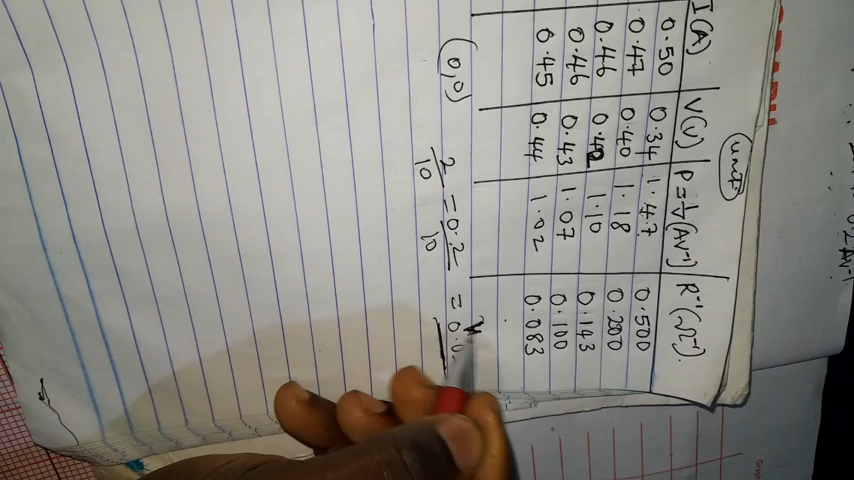 unit
I(A) V(V) P=I/V(AV⁻¹) R⁻¹(Ω⁻¹).
0.50 0.34 1.47 0.500
0.47 0.40 1.18 0.200
0.46 0.42 1.10 0.143
0.46 0.43 1.07 0.100
0.45 0.44 1.02 0.083
(0,0) 2/10 = 0.2/10 = 0.0